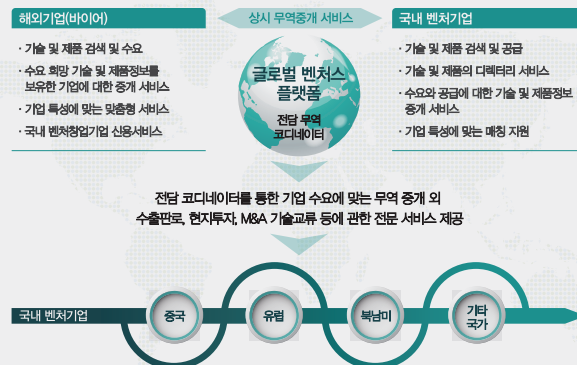 해외기업(바이어)
· 기술 및 제품 검색 및 수요
· 수요 희망 기술 및 제품정보를
보유한 기업에 대한 중개 서비스
· 기업 특성에 맞는 맞춤형 서비스
· 국내 벤처창업기업 신용서비스
상시 무역중개 서비스
글로벌 벤처스
플랫폼
전담 무역
코디네이터
국내 벤처기업
· 기술 및 제품 검색 및 공급
· 기술 및 제품의 디렉터리 서비스
· 수요와 공급에 대한 기술 및 제품정보
중개 서비스
· 기업 특성에 맞는 매칭 지원
전담 코디네이터를 통한 기업 수요에 맞는 무역 중개 외
수출판로, 현지투자, M&A 기술교류 등에 관한 전문 서비스 제공
국내 벤처기업
중국
유럽
북남미
기타
국가